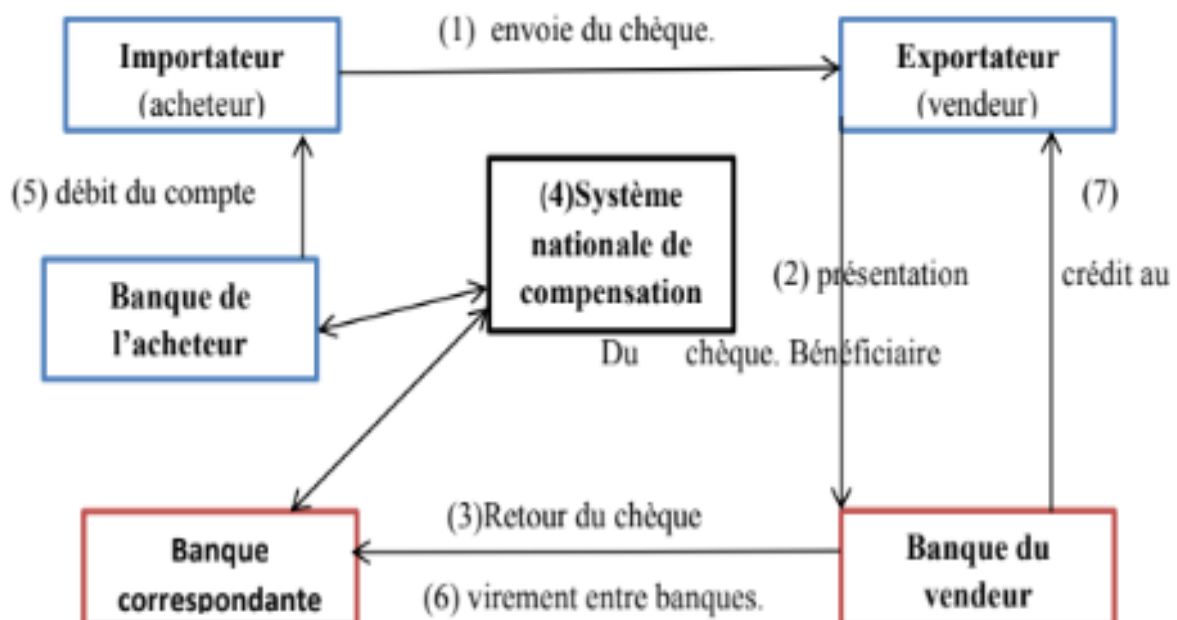 (1) envoie du chèque.
Importateur
(acheteur)
Exportateur
(vendeur)
(5) débit du compte
(4)Système
nationale de
compensation
(7)
(2) présentation
crédit au
Banque de
l’acheteur
Du chèque. Bénéficiaire
(3)Retour du chèque
Banque
correspondante
(6) virement entre banques.
Banque du
vendeur